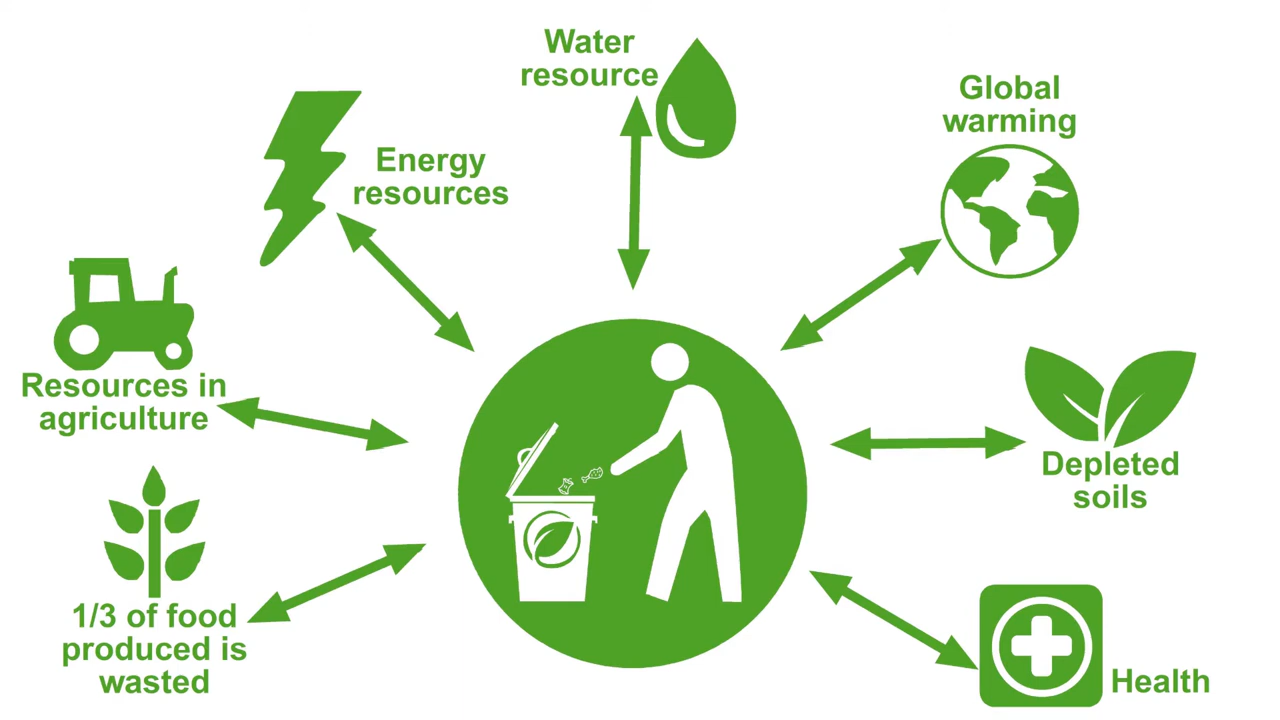 Water
resource
Global
warming
Energy
resources
Resources in
agriculture
Depleted
soils
1/3 of food
produced is
wasted
Health